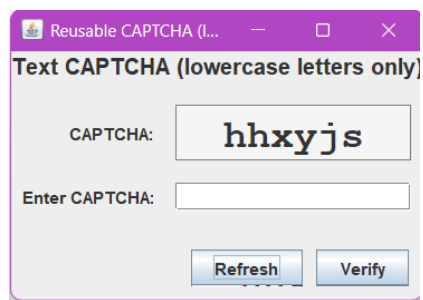 Reusable CAPTCHA (l...
Text CAPTCHA (lowercase letters only)
CAPTCHA: hhxyjs
Enter CAPTCHA:
Refresh Verify